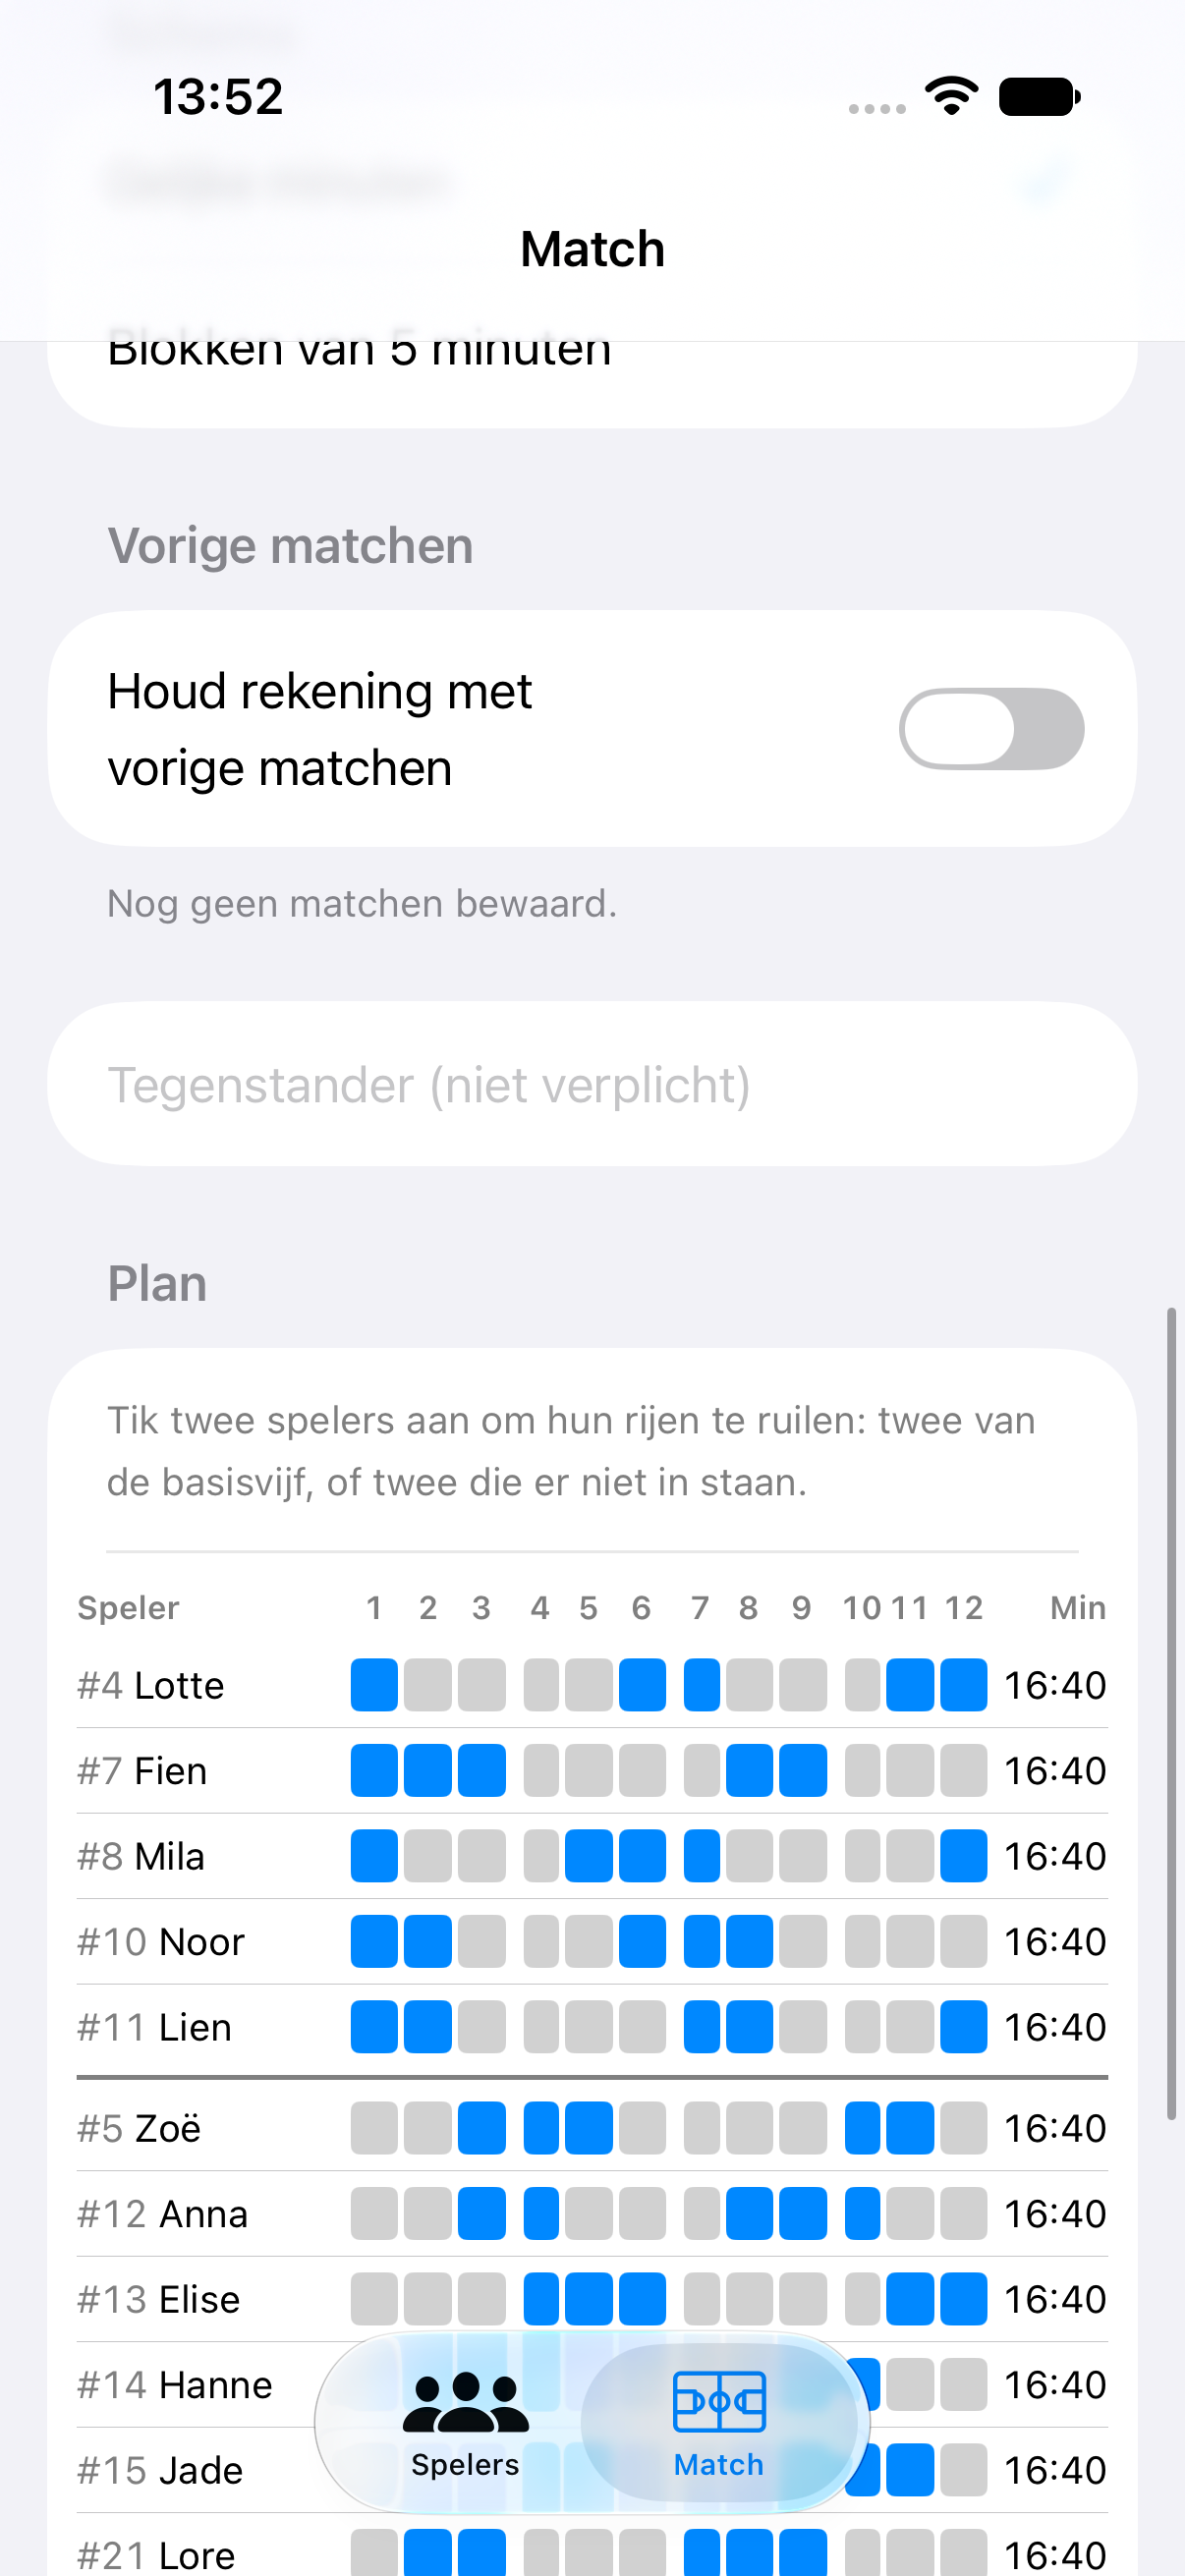 13:52
Match
Blokken van 5 minuten
Vorige matchen
Houd rekening met
vorige matchen
Nog geen matchen bewaard.
Tegenstander (niet verplicht)
Plan
Tik twee spelers aan om hun rijen te ruilen: twee van
de basisvijf, of twee die er niet in staan.
Speler 1 2 3 4 5 6 7 8 9 10 11 12 Min
#4 Lotte 16:40
#7 Fien 16:40
#8 Mila 16:40
#10 Noor 16:40
#11 Lien 16:40
#5 Zoë 16:40
#12 Anna 16:40
#13 Elise 16:40
#14 Hanne 16:40
#15 Jade 16:40
Spelers Match
#21 Lore 16:40